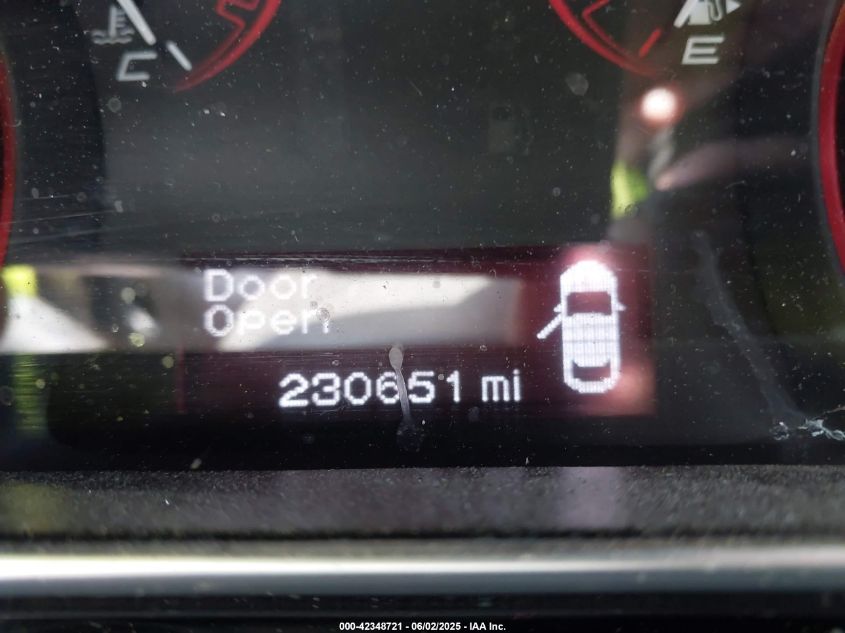 C
E
Door
Open
230651 mi
000-42348721 - 06/02/2025 - IAA Inc.